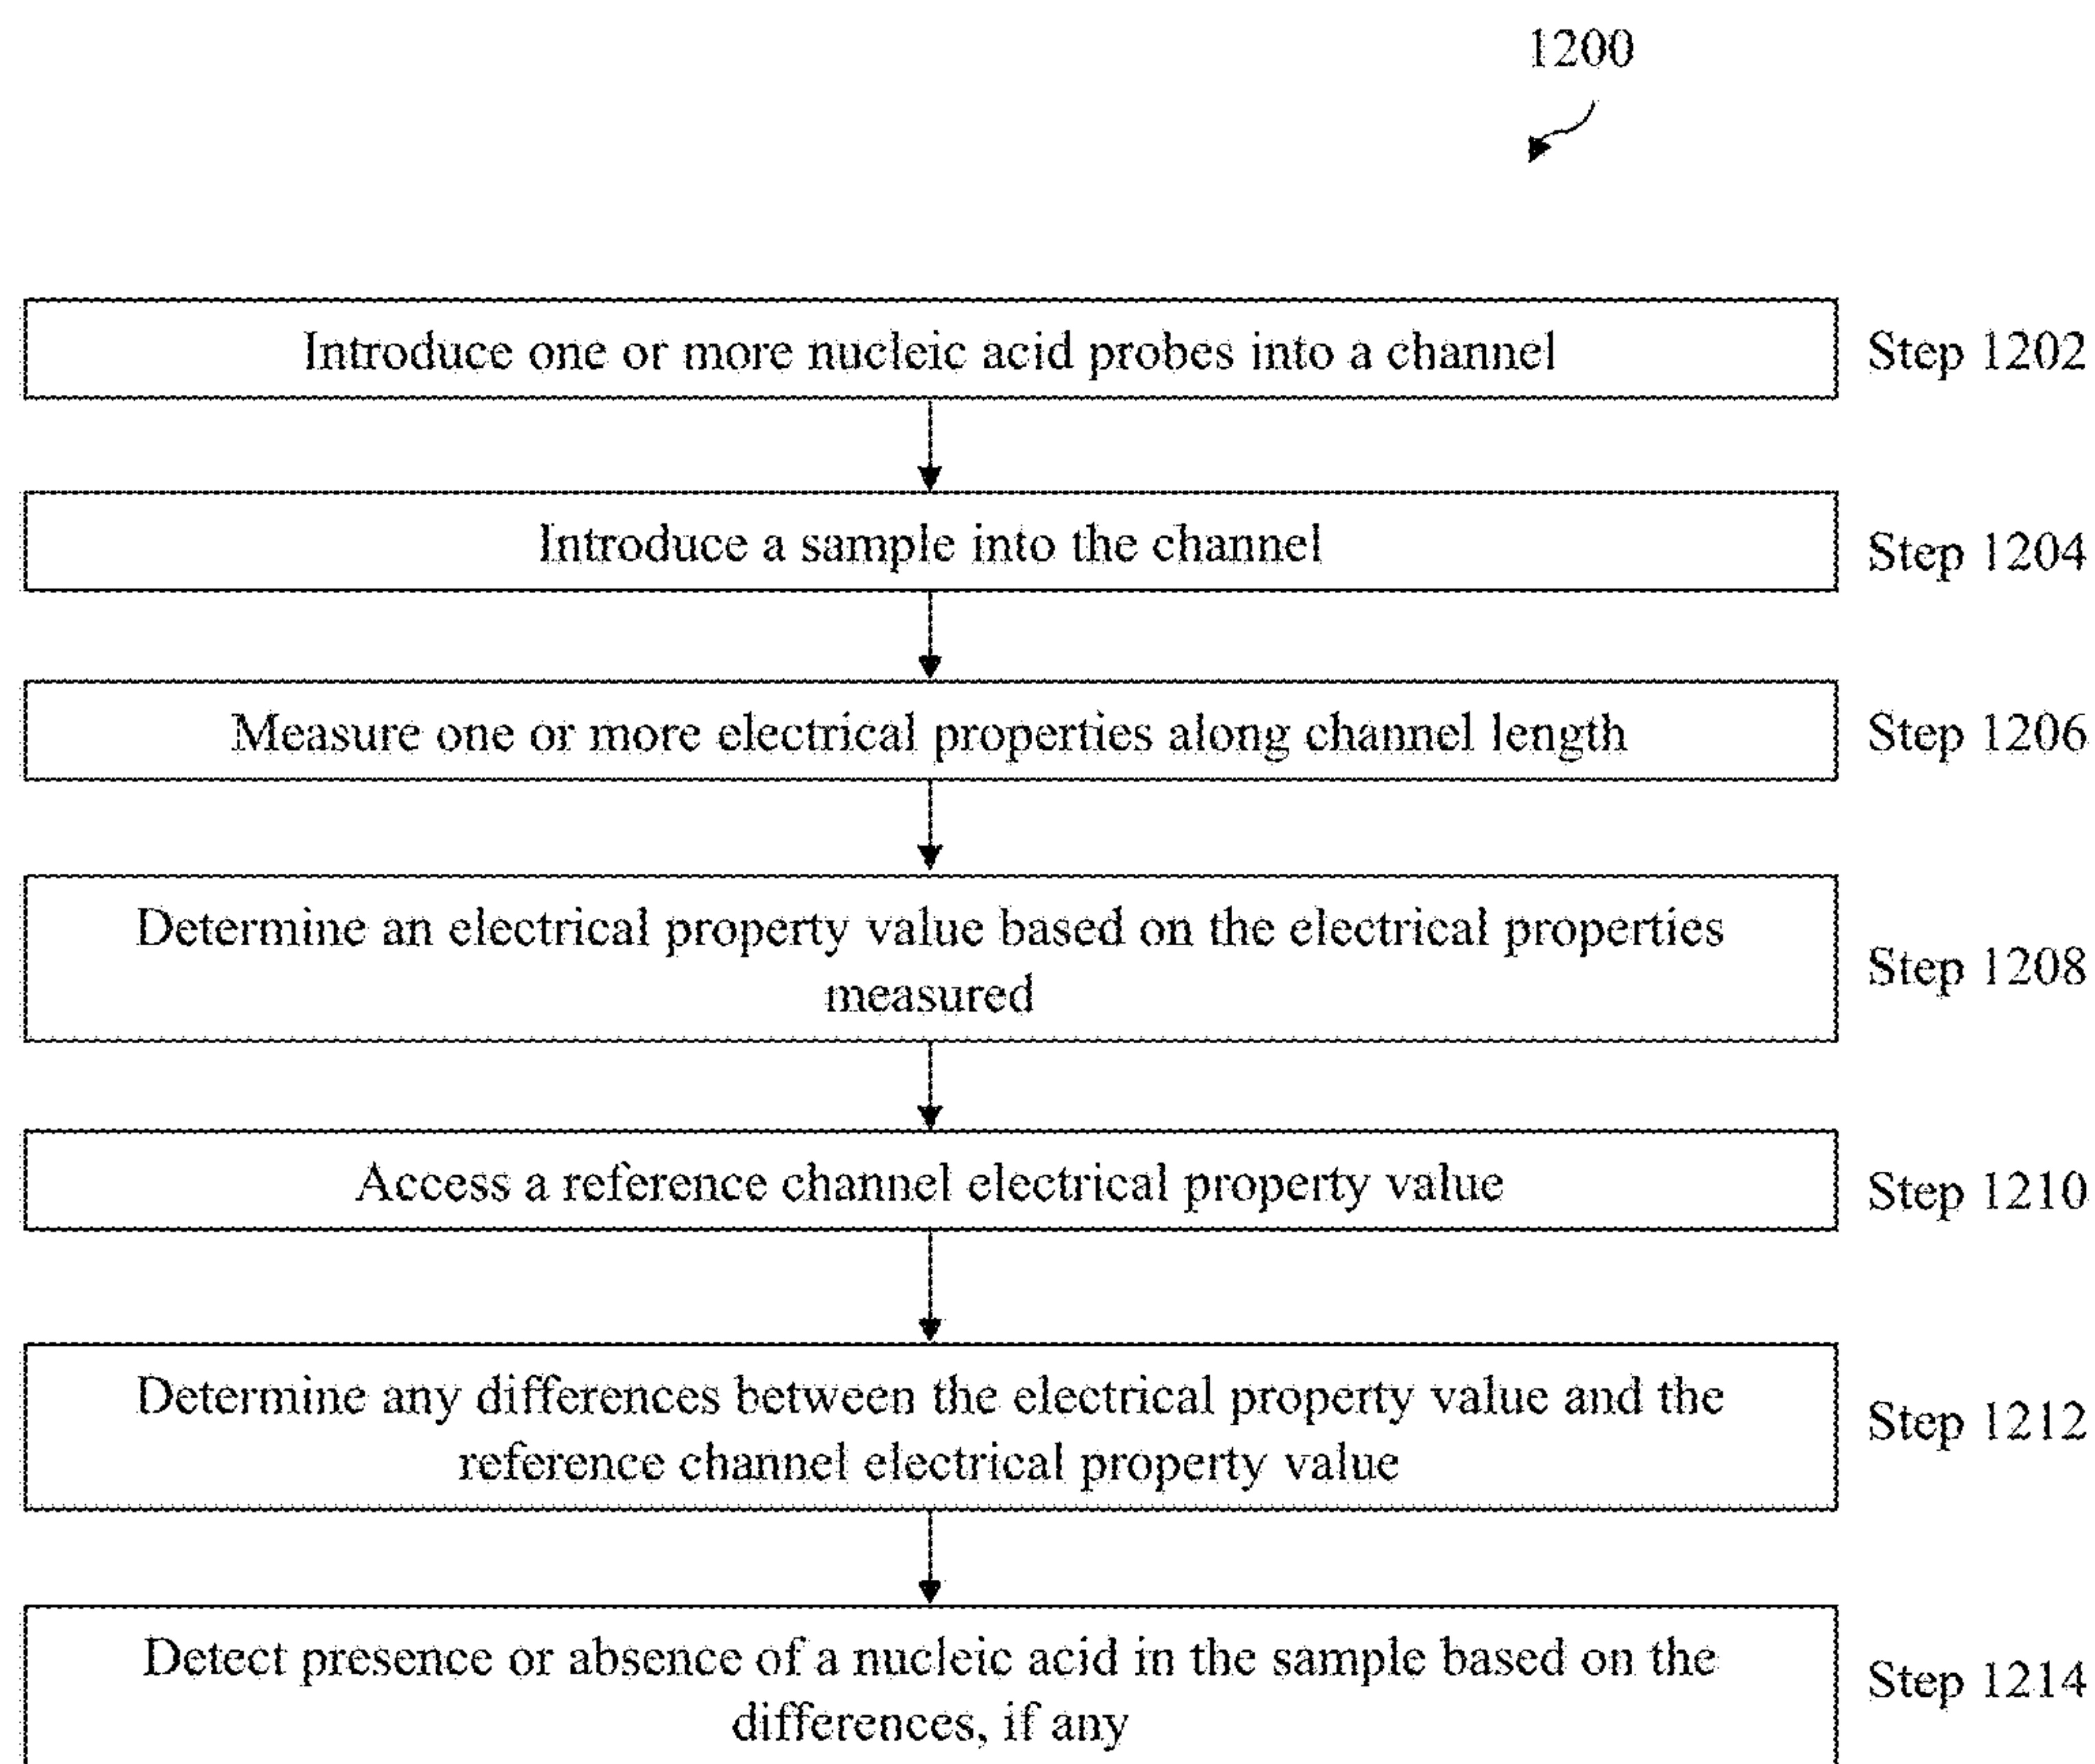 1200
Introduce one or more nucleic acid probes into a channel
Step 1202
Introduce a sample into the channel
Step 1204
Measure one or more electrical properties along channel length
Step 1206
Determine an electrical property value based on the electrical properties
measured
Step 1208
Access a reference channel electrical property value
Step 1210
Determine any differences between the electrical property value and the
reference channel electrical property value
Step 1212
Detect presence or absence of a nucleic acid in the sample based on the
differences, if any
Step 1214